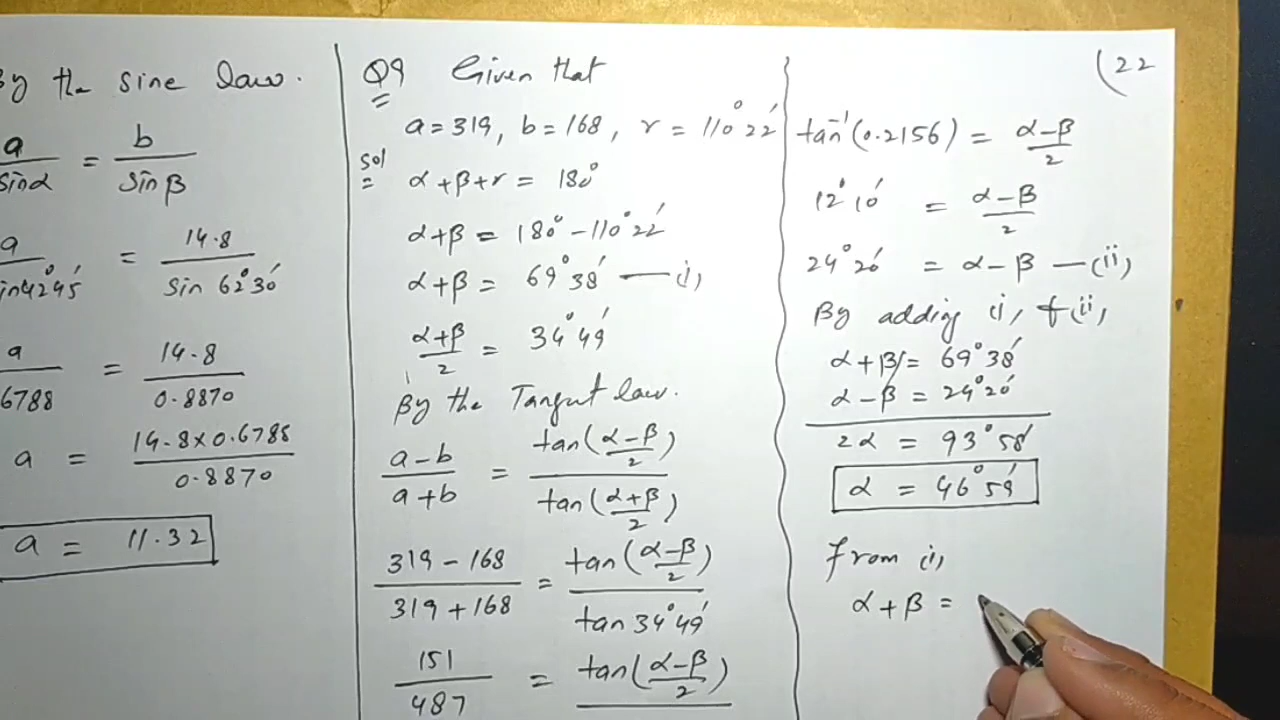 By the sine law.
a/sinα = b/sinβ
a/sin42°45' = 14.8/sin 62°30'
a/6788 = 14.8/0.8870
a = 14.8×0.6788/0.8870
a = 11.32
Q9 Given that
a = 319, b = 168, r = 110°22'
Sol
α + β + r = 180°
α+β = 180° - 110°22'
α+β = 69°38' — (i)
α+β/2 = 34°49'
By the Tangent law.
a-b/a+b = tan(α-β/2)/tan(α+β/2)
319 - 168/319 + 168 = tan(α-β/2)/tan 34°49'
151/487 = tan(α-β/2)
(22
tan⁻¹(0.2156) = α-β/2
12°10' = α-β/2
24°20' = α-β — (ii)
By adding (i) & (ii)
α+β = 69°38'
α-β = 24°20'
2α = 93°58'
α = 46°59'
from (i)
α+β =